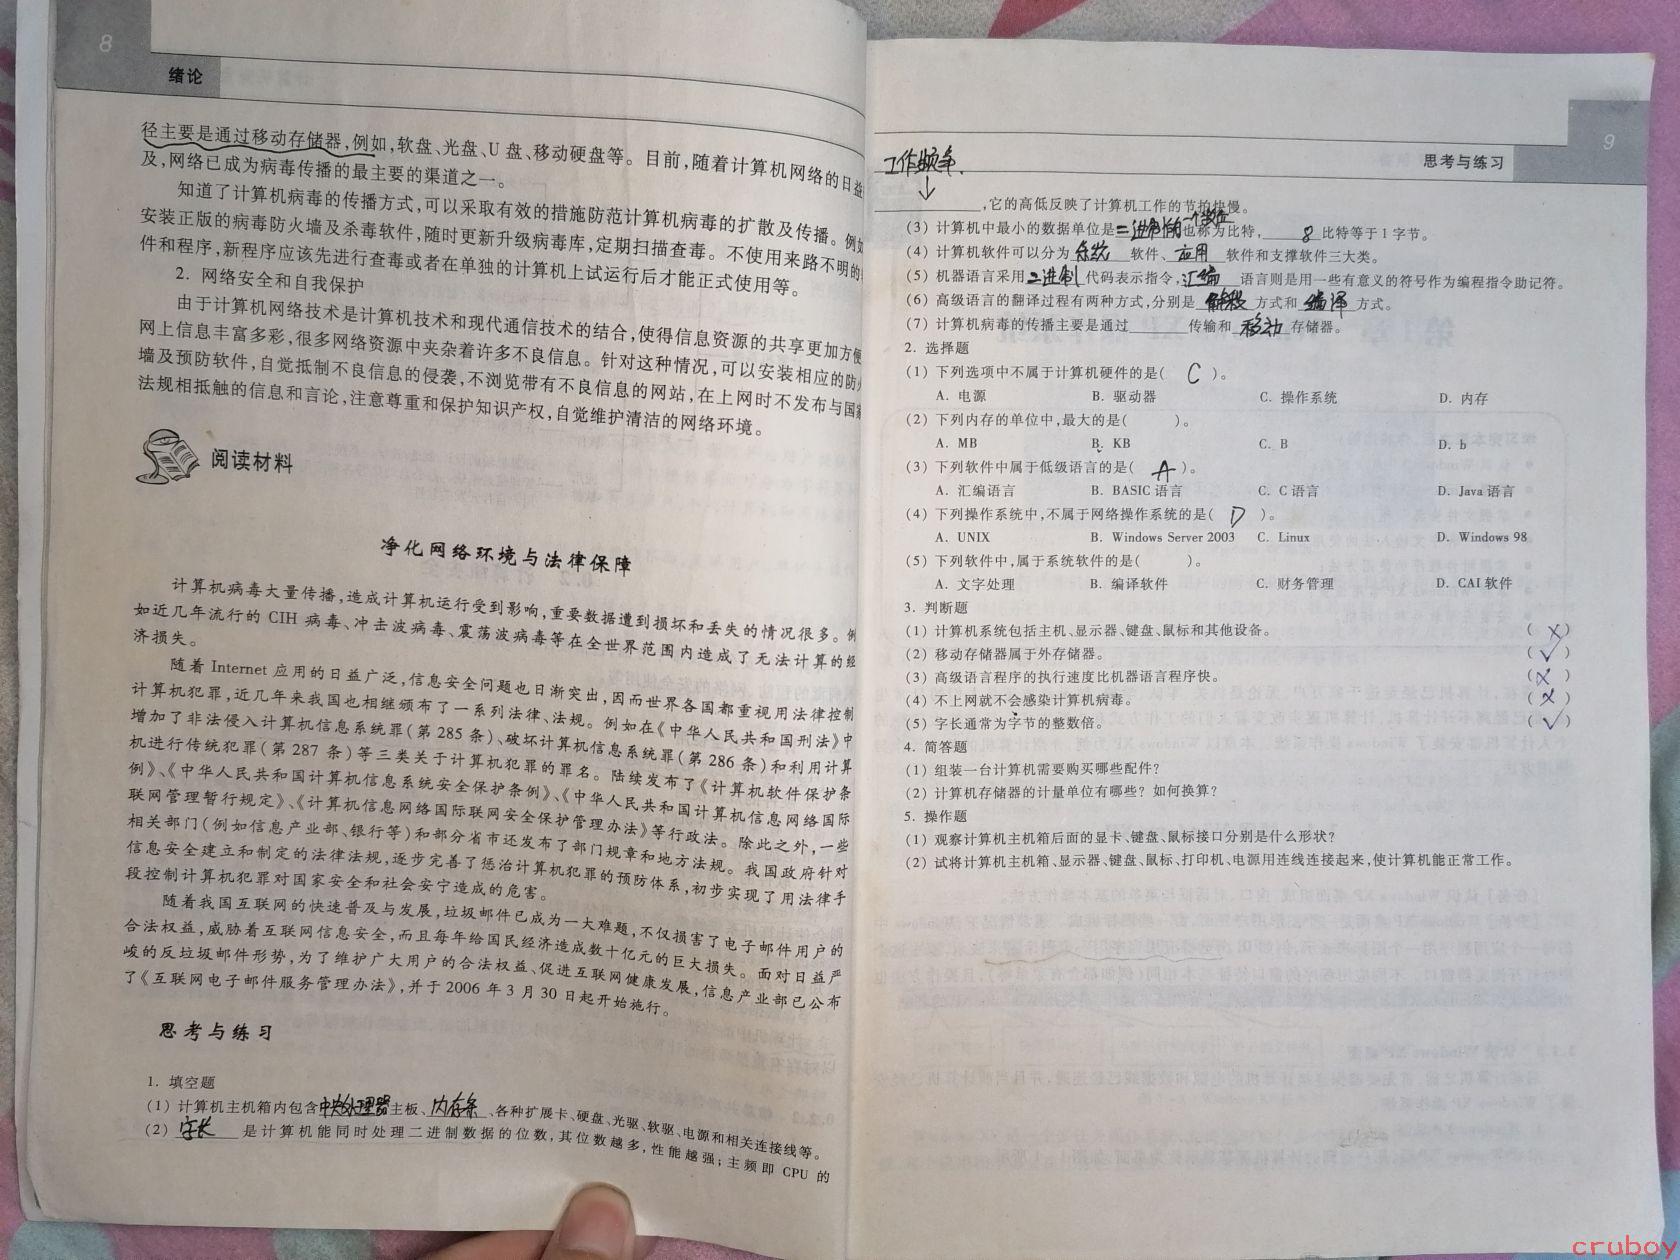 8
绪论
径主要是通过移动存储器,例如,软盘、光盘、U 盘、移动硬盘等。目前,随着计算机网络的日益
及,网络已成为病毒传播的最主要的渠道之一。
知道了计算机病毒的传播方式,可以采取有效的措施防范计算机病毒的扩散及传播。例如
安装正版的病毒防火墙及杀毒软件,随时更新升级病毒库,定期扫描查毒。不使用来路不明的
件和程序,新程序应该先进行查毒或者在单独的计算机上试运行后才能正式使用等。
2. 网络安全和自我保护
由于计算机网络技术是计算机技术和现代通信技术的结合,使得信息资源的共享更加方便
网上信息丰富多彩,很多网络资源中夹杂着许多不良信息。针对这种情况,可以安装相应的防
墙及预防软件,自觉抵制不良信息的侵袭,不浏览带有不良信息的网站,在上网时不发布与国家
法规相抵触的信息和言论,注意尊重和保护知识产权,自觉维护清洁的网络环境。
阅读材料
净化网络环境与法律保障
计算机病毒大量传播,造成计算机运行受到影响,重要数据遭到损坏和丢失的情况很多。例
如近几年流行的 CIH 病毒、冲击波病毒、震荡波病毒等在全世界范围内造成了无法计算的经
济损失。
随着 Internet 应用的日益广泛,信息安全问题也日渐突出,因而世界各国都重视用法律控制
计算机犯罪,近几年来我国也相继颁布了一系列法律、法规。例如在《中华人民共和国刑法》中
增加了非法侵入计算机信息系统罪(第 285 条)、破坏计算机信息系统罪(第 286 条)和利用计算
机进行传统犯罪(第 287 条)等三类关于计算机犯罪的罪名。陆续发布了《计算机软件保护条
例》、《中华人民共和国计算机信息系统安全保护条例》、《中华人民共和国计算机信息网络国际
联网管理暂行规定》、《计算机信息网络国际联网安全保护管理办法》等行政法。除此之外,一些
相关部门(例如信息产业部、银行等)和部分省市还发布了部门规章和地方法规。我国政府针对
信息安全建立和制定的法律法规,逐步完善了惩治计算机犯罪的预防体系,初步实现了用法律手
段控制计算机犯罪对国家安全和社会安宁造成的危害。
随着我国互联网的快速普及与发展,垃圾邮件已成为一大难题,不仅损害了电子邮件用户的
合法权益,威胁着互联网信息安全,而且每年给国民经济造成数十亿元的巨大损失。面对日益严
峻的反垃圾邮件形势,为了维护广大用户的合法权益、促进互联网健康发展,信息产业部已公布
了《互联网电子邮件服务管理办法》,并于 2006 年 3 月 30 日起开始施行。
思考与练习
1. 填空题
(1) 计算机主机箱内包含中央处理器主板、内存条、各种扩展卡、硬盘、光驱、软驱、电源和相关连接线等。
(2) 字长 是计算机能同时处理二进制数据的位数,其位数越多,性能越强;主频即 CPU 的
9
思考与练习
工作频率.
,它的高低反映了计算机工作的节拍快慢。
(3) 计算机中最小的数据单位是二进制的一个数位也称为比特, 8 比特等于 1 字节。
(4) 计算机软件可以分为 系统 软件、 应用 软件和支撑软件三大类。
(5) 机器语言采用二进制代码表示指令,汇编 语言则是用一些有意义的符号作为编程指令助记符。
(6) 高级语言的翻译过程有两种方式,分别是 解释 方式和 编译 方式。
(7) 计算机病毒的传播主要是通过 传输和 移动 存储器。
2. 选择题
(1) 下列选项中不属于计算机硬件的是( C )。
A. 电源 B. 驱动器 C. 操作系统 D. 内存
(2) 下列内存的单位中,最大的是( )。
A. MB B. KB C. B D. b
(3) 下列软件中属于低级语言的是( A )。
A. 汇编语言 B. BASIC 语言 C. C 语言 D. Java 语言
(4) 下列操作系统中,不属于网络操作系统的是( D )。
A. UNIX B. Windows Server 2003 C. Linux D. Windows 98
(5) 下列软件中,属于系统软件的是( )。
A. 文字处理 B. 编译软件 C. 财务管理 D. CAI 软件
3. 判断题
(1) 计算机系统包括主机、显示器、键盘、鼠标和其他设备。 ( × )
(2) 移动存储器属于外存储器。 ( √ )
(3) 高级语言程序的执行速度比机器语言程序快。 ( × )
(4) 不上网就不会感染计算机病毒。 ( × )
(5) 字长通常为字节的整数倍。 ( √ )
4. 简答题
(1) 组装一台计算机需要购买哪些配件?
(2) 计算机存储器的计量单位有哪些? 如何换算?
5. 操作题
(1) 观察计算机主机箱后面的显卡、键盘、鼠标接口分别是什么形状?
(2) 试将计算机主机箱、显示器、键盘、鼠标、打印机、电源用连线连接起来,使计算机能正常工作。
cruboy